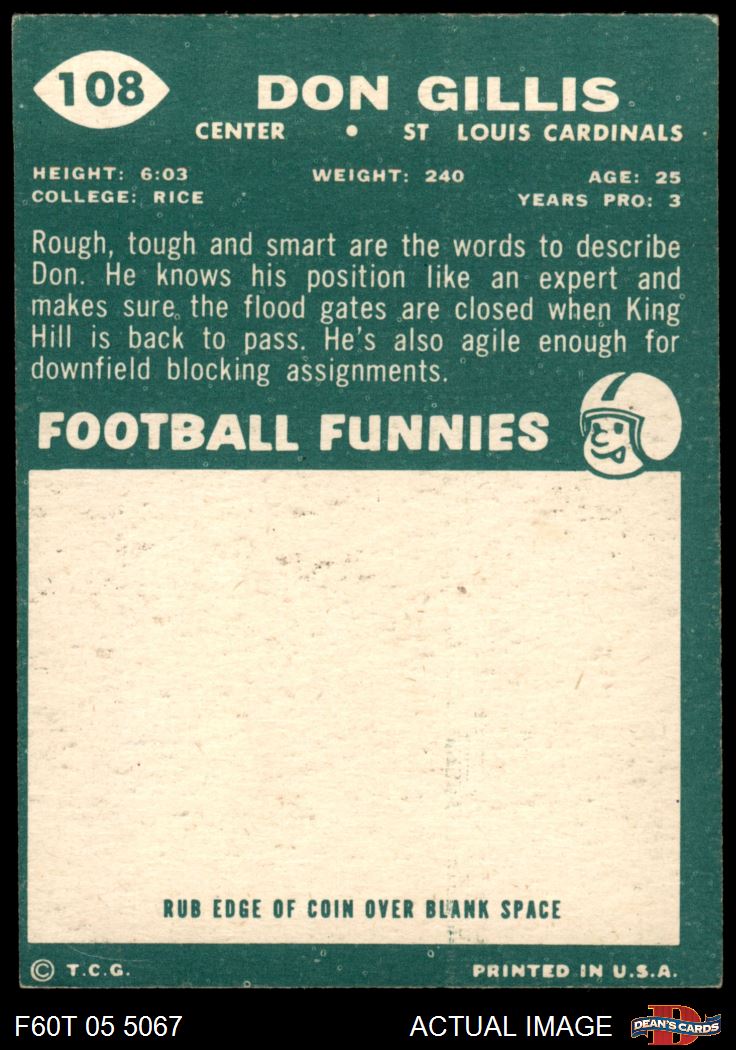 108
DON GILLIS
CENTER • ST LOUIS CARDINALS
HEIGHT: 6:03 WEIGHT: 240 AGE: 25
COLLEGE: RICE YEARS PRO: 3
Rough, tough and smart are the words to describe
Don. He knows his position like an expert and
makes sure the flood gates are closed when King
Hill is back to pass. He's also agile enough for
downfield blocking assignments.
FOOTBALL FUNNIES
RUB EDGE OF COIN OVER BLANK SPACE
© T.C.G. PRINTED IN U.S.A.
F60T 05 5067 ACTUAL IMAGE DEAN'S CARDS